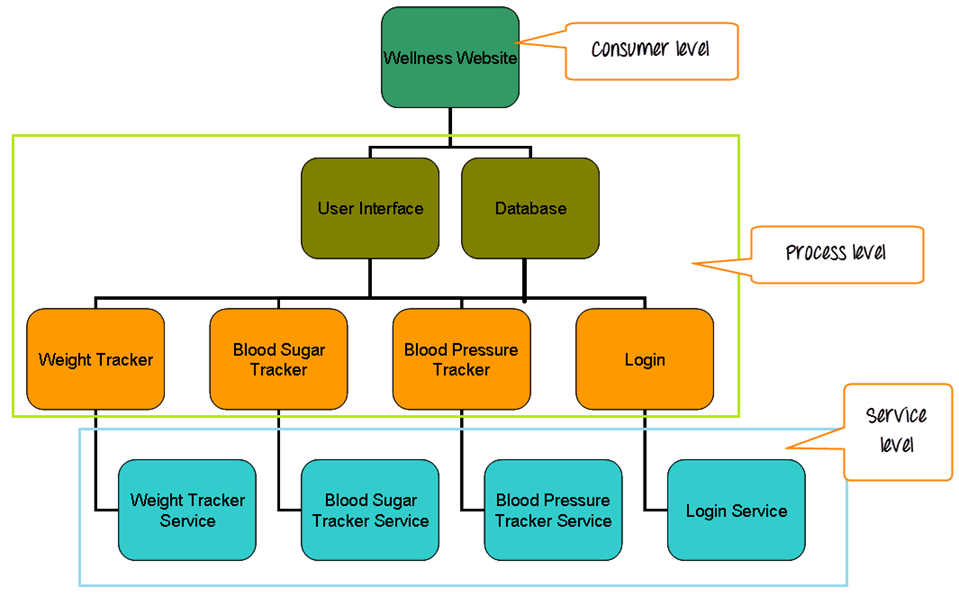 Wellness Website
Consumer level
User Interface
Database
Process level
Weight Tracker
Blood Sugar
Tracker
Blood Pressure
Tracker
Login
Service
level
Weight Tracker
Service
Blood Sugar
Tracker Service
Blood Pressure
Tracker Service
Login Service